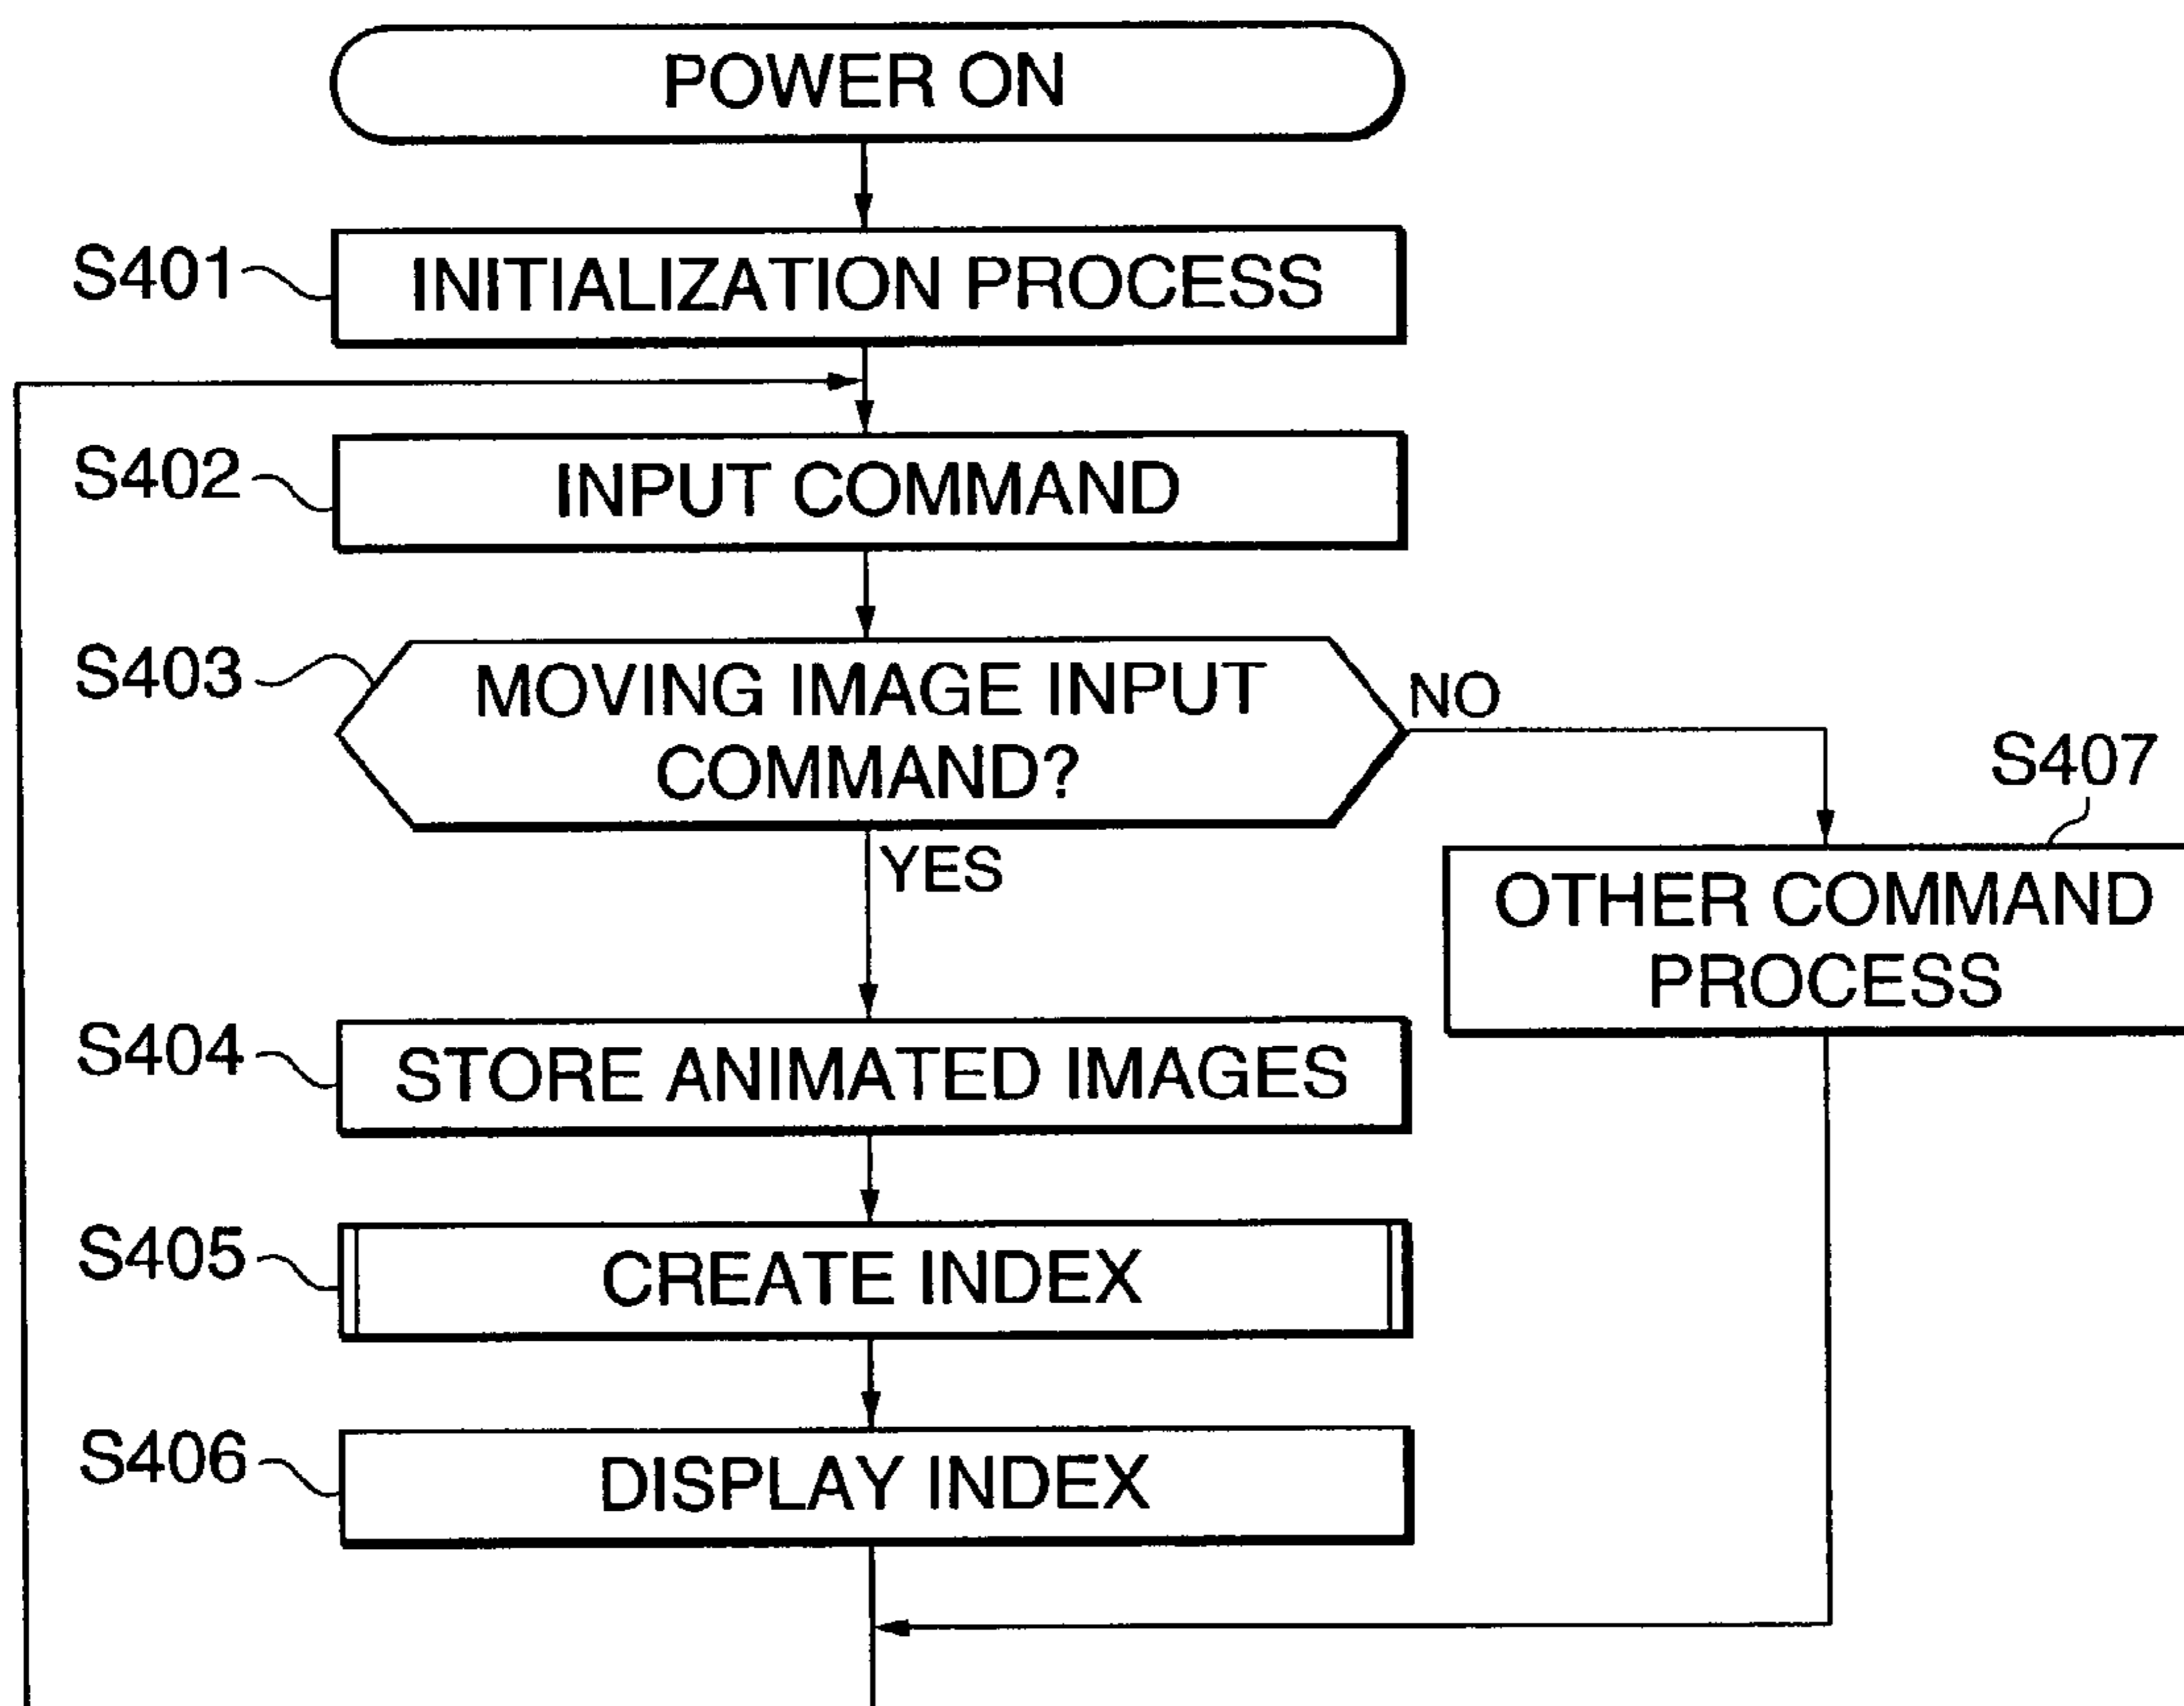 POWER ON
S401
INITIALIZATION PROCESS
S402
INPUT COMMAND
S403
MOVING IMAGE INPUT
COMMAND?
NO
YES
S407
OTHER COMMAND
PROCESS
S404
STORE ANIMATED IMAGES
S405
CREATE INDEX
S406
DISPLAY INDEX